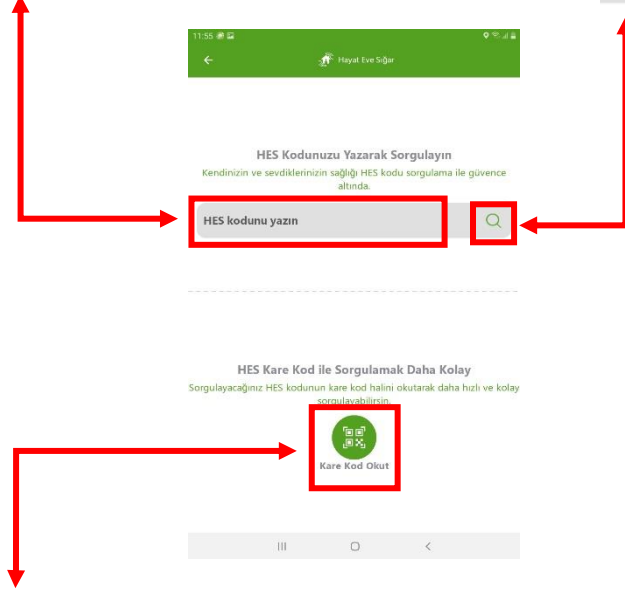 11:55
Hayat Eve Sığar
HES Kodunuzu Yazarak Sorgulayın
Kendinizin ve sevdiklerinizin sağlığı HES kodu sorgulama ile güvence
altında.
HES kodunu yazın
HES Kare Kod ile Sorgulamak Daha Kolay
Sorgulayacağınız HES kodunun kare kod halini okutarak daha hızlı ve kolay
sorgulayabilirsin.
Kare Kod Okut